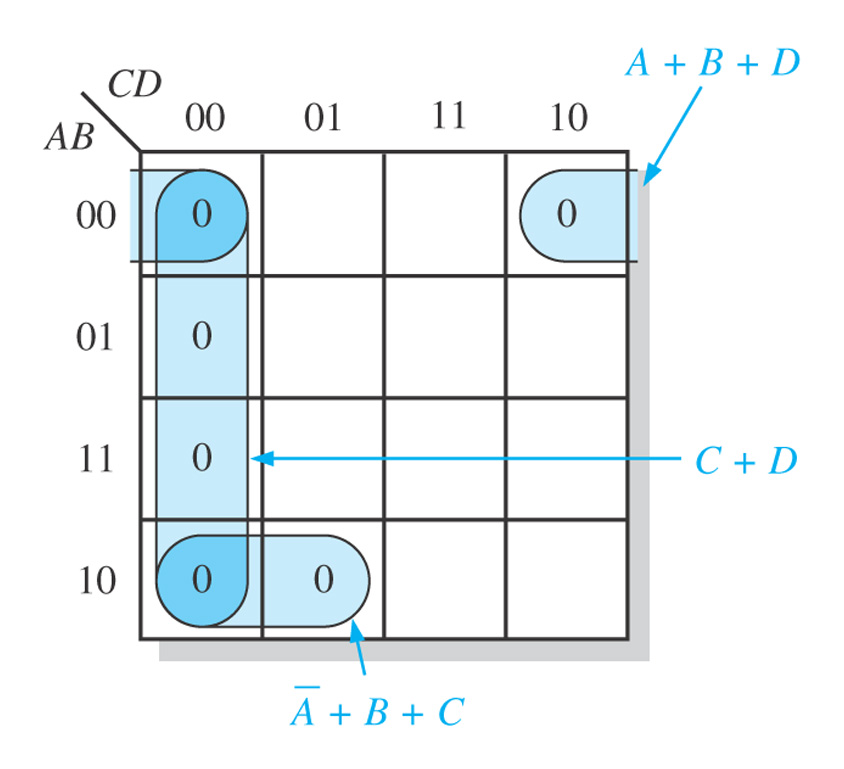 A + B + D
CD
AB
00 01 11 10
00 0 0
01 0
11 0
C + D
10 0 0
A̅ + B + C